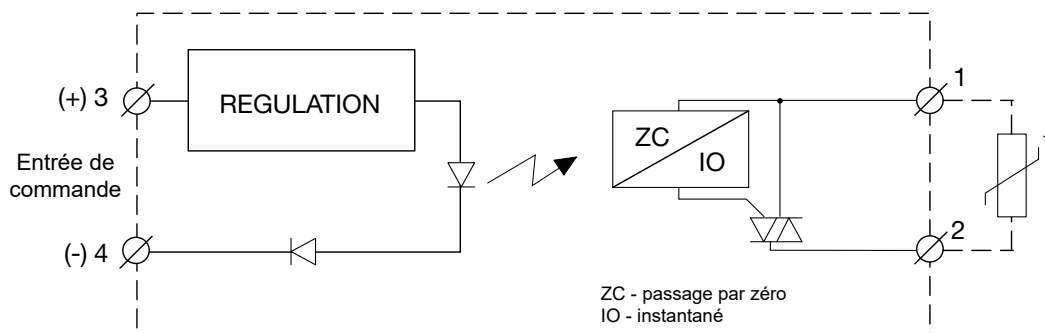 (+) 3
REGULATION
Entrée de
commande
(-) 4
ZC
IO
1
2
*
ZC - passage par zéro
IO - instantané